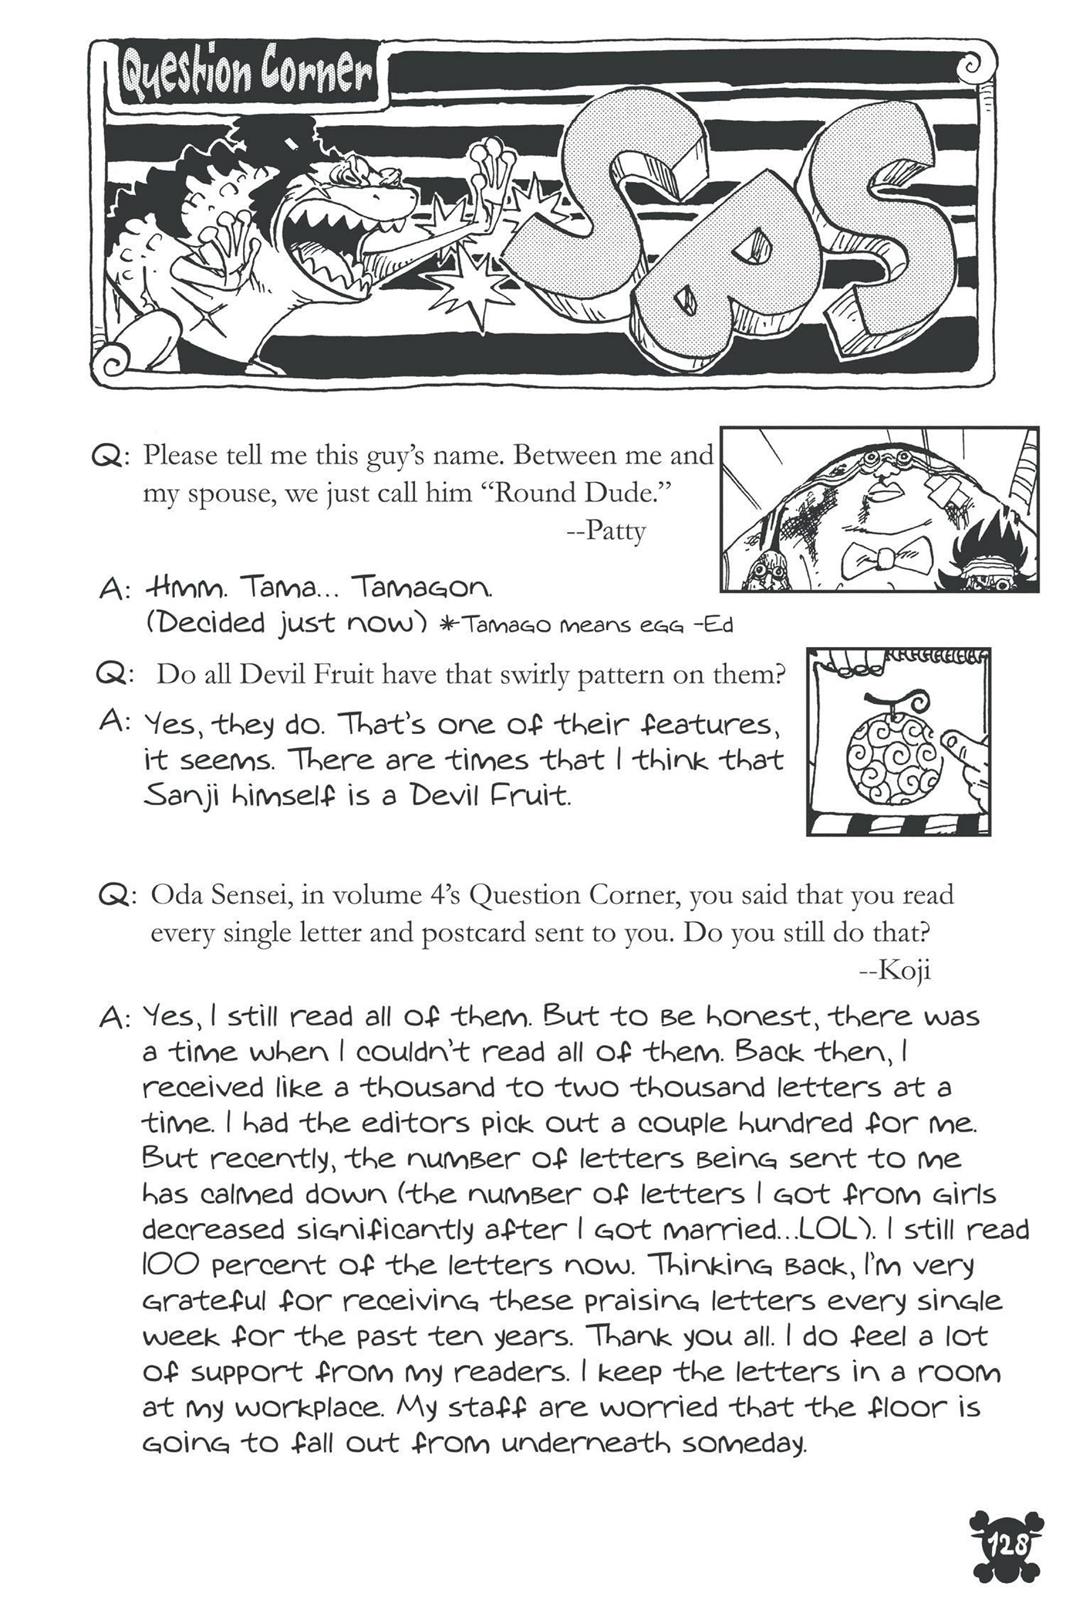 Question Corner
SBS
Q: Please tell me this guy's name. Between me and
my spouse, we just call him “Round Dude.”
--Patty
A: Hmm. Tama... Tamagon.
(Decided just now) *Tamago means egg -Ed
Q: Do all Devil Fruit have that swirly pattern on them?
A: Yes, they do. That's one of their features,
it seems. There are times that I think that
Sanji himself is a Devil Fruit.
Q: Oda Sensei, in volume 4's Question Corner, you said that you read
every single letter and postcard sent to you. Do you still do that?
--Koji
A: Yes, I still read all of them. But to be honest, there was
a time when I couldn't read all of them. Back then, I
received like a thousand to two thousand letters at a
time. I had the editors pick out a couple hundred for me.
But recently, the number of letters being sent to me
has calmed down (the number of letters I got from girls
decreased significantly after I got married...LOL). I still read
100 percent of the letters now. Thinking back, I'm very
grateful for receiving these praising letters every single
week for the past ten years. Thank you all. I do feel a lot
of support from my readers. I keep the letters in a room
at my workplace. My staff are worried that the floor is
going to fall out from underneath someday.
128